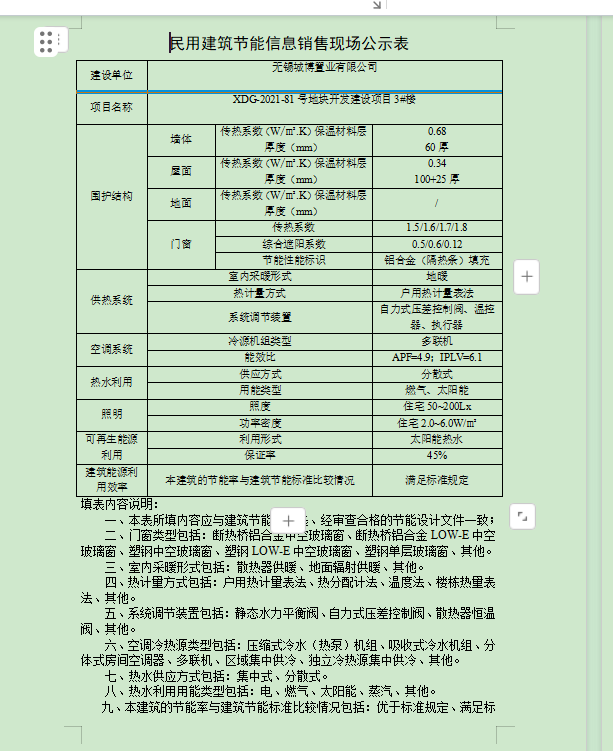 民用建筑节能信息销售现场公示表
建设单位
无锡城博置业有限公司
项目名称
XDG-2021-81 号地块开发建设项目 3#楼
围护结构
墙体
传热系数 (W/㎡.K) 保温材料层
厚度（mm）
0.68
60 厚
屋面
传热系数 (W/㎡.K) 保温材料层
厚度（mm）
0.34
100+25 厚
地面
传热系数 (W/㎡.K) 保温材料层
厚度（mm）
/
门窗
传热系数
1.5/1.6/1.7/1.8
综合遮阳系数
0.5/0.6/0.12
节能性能标识
铝合金（隔热条）填充
供热系统
室内采暖形式
地暖
热计量方式
户用热计量表法
系统调节装置
自力式压差控制阀、温控
器、执行器
空调系统
冷源机组类型
多联机
能效比
APF=4.9；IPLV=6.1
热水利用
供应方式
分散式
用能类型
燃气、太阳能
照明
照度
住宅 50~200Lx
功率密度
住宅 2.0~6.0W/㎡
可再生能源
利用
利用形式
太阳能热水
保证率
45%
建筑能源利
用效率
本建筑的节能率与建筑节能标准比较情况
满足标准规定
填表内容说明：
一、本表所填内容应与建筑节能、经审查合格的节能设计文件一致；
二、门窗类型包括：断热桥铝合金中空玻璃窗、断热桥铝合金 LOW-E 中空
玻璃窗、塑钢中空玻璃窗、塑钢 LOW-E 中空玻璃窗、塑钢单层玻璃窗、其他。
三、室内采暖形式包括：散热器供暖、地面辐射供暖、其他。
四、热计量方式包括：户用热计量表法、热分配计法、温度法、楼栋热量表
法、其他。
五、系统调节装置包括：静态水力平衡阀、自力式压差控制阀、散热器恒温
阀、其他。
六、空调冷热源类型包括：压缩式冷水（热泵）机组、吸收式冷水机组、分
体式房间空调器、多联机、区域集中供冷、独立冷热源集中供冷、其他。
七、热水供应方式包括：集中式、分散式。
八、热水利用用能类型包括：电、燃气、太阳能、蒸汽、其他。
九、本建筑的节能率与建筑节能标准比较情况包括：优于标准规定、满足标